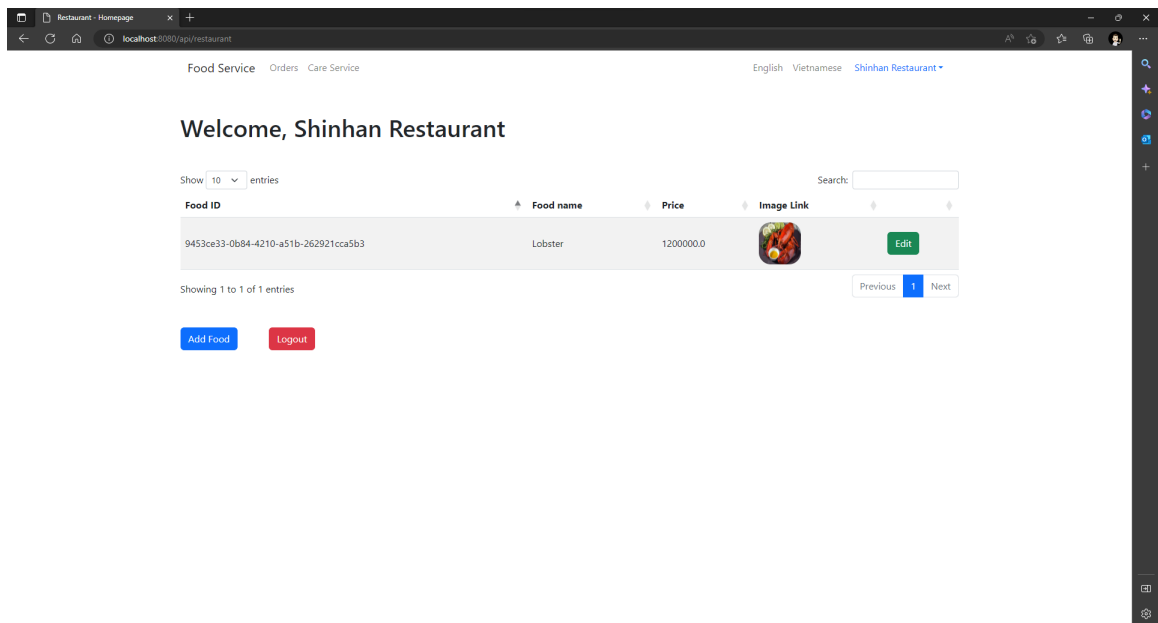 Restaurant - Homepage
localhost:8080/api/restaurant
Food Service Orders Care Service English Vietnamese Shinhan Restaurant
Welcome, Shinhan Restaurant
Show 10 entries Search:
Food ID Food name Price Image Link
9453ce33-0b84-4210-a51b-262921cca5b3 Lobster 1200000.0 Edit
Showing 1 to 1 of 1 entries Previous 1 Next
Add Food Logout